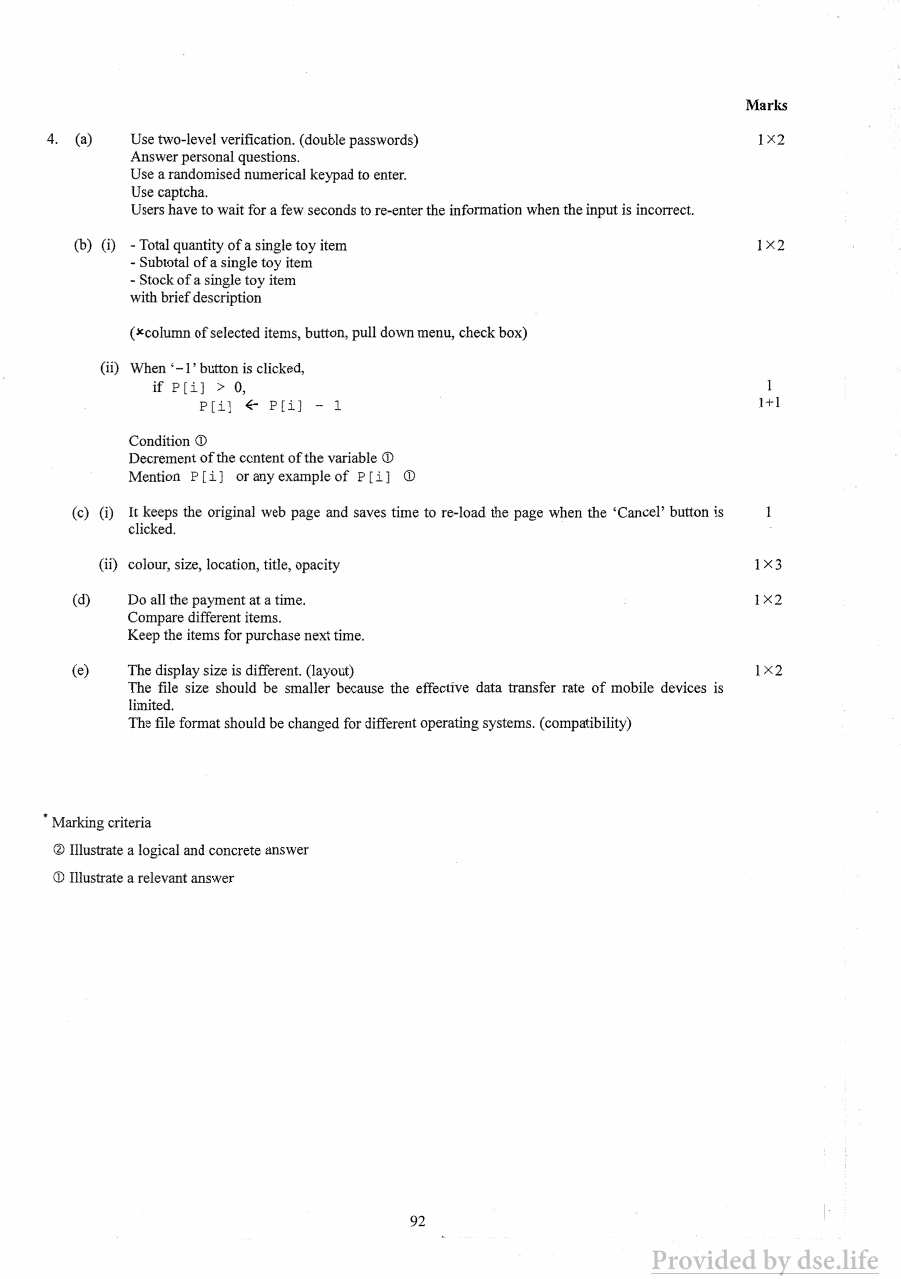 Marks
4. (a) Use two-level verification. (double passwords) 1×2
Answer personal questions.
Use a randomised numerical keypad to enter.
Use captcha.
Users have to wait for a few seconds to re-enter the information when the input is incorrect.
(b) (i) - Total quantity of a single toy item 1×2
- Subtotal of a single toy item
- Stock of a single toy item
with brief description
(×column of selected items, button, pull down menu, check box)
(ii) When ‘–1’ button is clicked,
if P[i] > 0, 1
P[i] ← P[i] - 1 1+1
Condition ①
Decrement of the content of the variable ①
Mention P[i] or any example of P[i] ①
(c) (i) It keeps the original web page and saves time to re-load the page when the ‘Cancel’ button is 1
clicked.
(ii) colour, size, location, title, opacity 1×3
(d) Do all the payment at a time. 1×2
Compare different items.
Keep the items for purchase next time.
(e) The display size is different. (layout) 1×2
The file size should be smaller because the effective data transfer rate of mobile devices is
limited.
The file format should be changed for different operating systems. (compatibility)
* Marking criteria
② Illustrate a logical and concrete answer
① Illustrate a relevant answer
92
Provided by dse.life